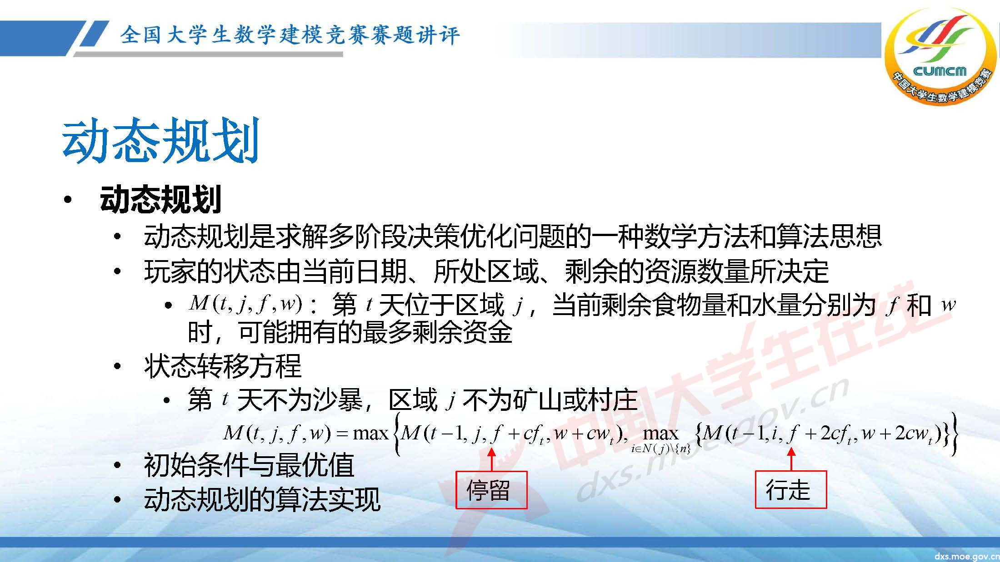 全国大学生数学建模竞赛赛题讲评
CUMCM
中国大学生数学建模竞赛
动态规划
• 动态规划
• 动态规划是求解多阶段决策优化问题的一种数学方法和算法思想
• 玩家的状态由当前日期、所处区域、剩余的资源数量所决定
• M(t, j, f, w)：第 t 天位于区域 j，当前剩余食物量和水量分别为 f 和 w
时，可能拥有的最多剩余资金
• 状态转移方程
• 第 t 天不为沙暴，区域 j 不为矿山或村庄
M(t, j, f, w) = max{M(t−1, j, f + cf_t, w + cw_t), max_{i∈N(j)\{n}} {M(t−1, i, f + 2cf_t, w + 2cw_t)}}
• 初始条件与最优值
停留
行走
• 动态规划的算法实现
中国大学生在线
dxs.moe.gov.cn
dxs.moe.gov.cn